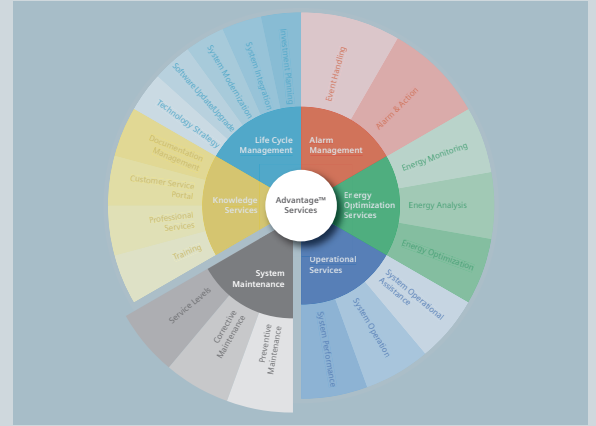 Advantage™
Services
Alarm
Management
Event Handling
Alarm & Action
Energy
Optimization
Services
Energy Monitoring
Energy Analysis
Energy Optimization
Operational
Services
System Operational
Assistance
System Operation
System Performance
System
Maintenance
Preventive
Maintenance
Corrective
Maintenance
Service Levels
Knowledge
Services
Training
Professional
Services
Customer Service
Portal
Documentation
Management
Life Cycle
Management
Technology Strategy
Software Update/Upgrade
System Modernization
System Integration
Investment Planning